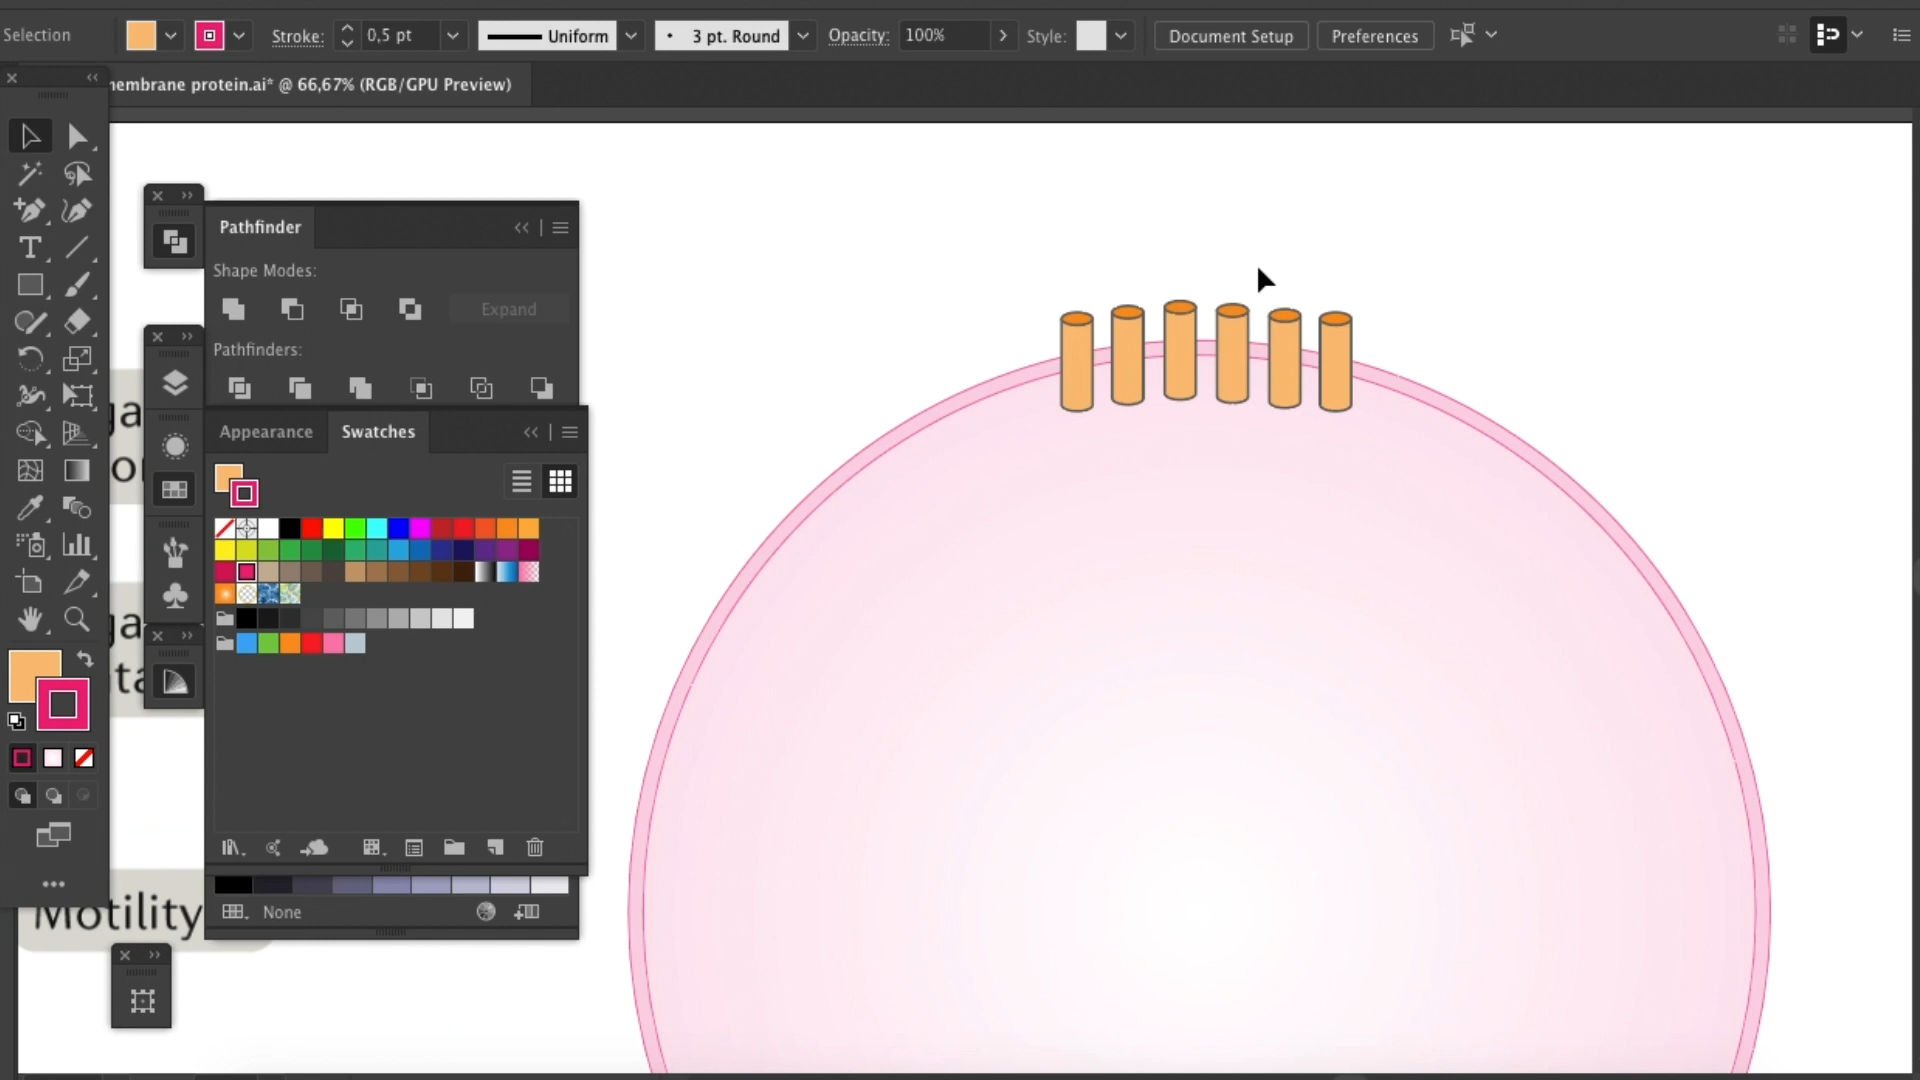 Selection
Stroke:
0,5 pt
Uniform
3 pt. Round
Opacity:
100%
Style:
Document Setup
Preferences
membrane protein.ai* @ 66,67% (RGB/GPU Preview)
Pathfinder
Shape Modes:
Expand
Pathfinders:
Appearance
Swatches
None
Motility